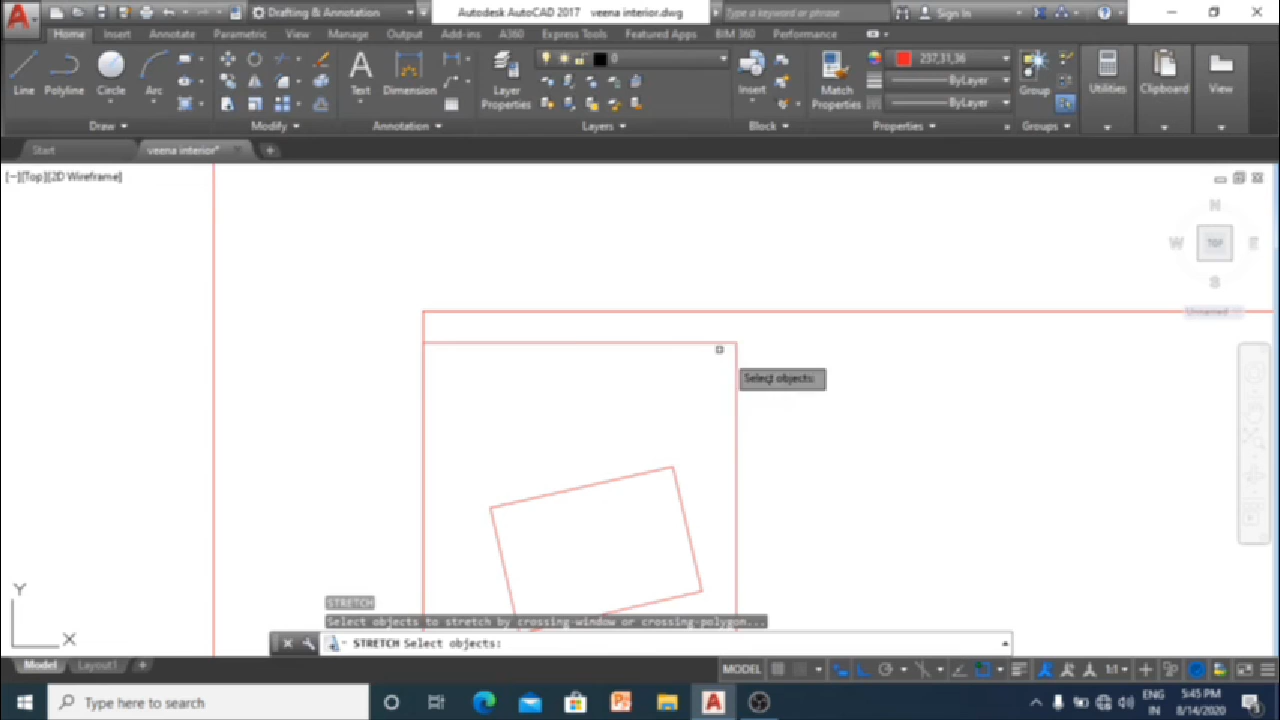 Drafting & Annotation
Autodesk AutoCAD 2017 veena interior.dwg
Type a keyword or phrase
Sign In
Home Insert Annotate Parametric View Manage Output Add-ins A360 Express Tools Featured Apps BIM 360 Performance
Line Polyline Circle Arc
Text Dimension
Layer Properties
0
Insert
Match Properties
237,31,36
ByLayer
ByLayer
Group
Utilities
Clipboard
View
Draw Modify Annotation Layers Block Properties Groups
Start veena interior*
[−][Top][2D Wireframe]
N
W TOP E
S
Unnamed
Select objects:
Y
X
STRETCH
Select objects to stretch by crossing-window or crossing-polygon...
STRETCH Select objects:
Model Layout1
MODEL
1:1
Type here to search
ENG
IN
5:45 PM
8/14/2020